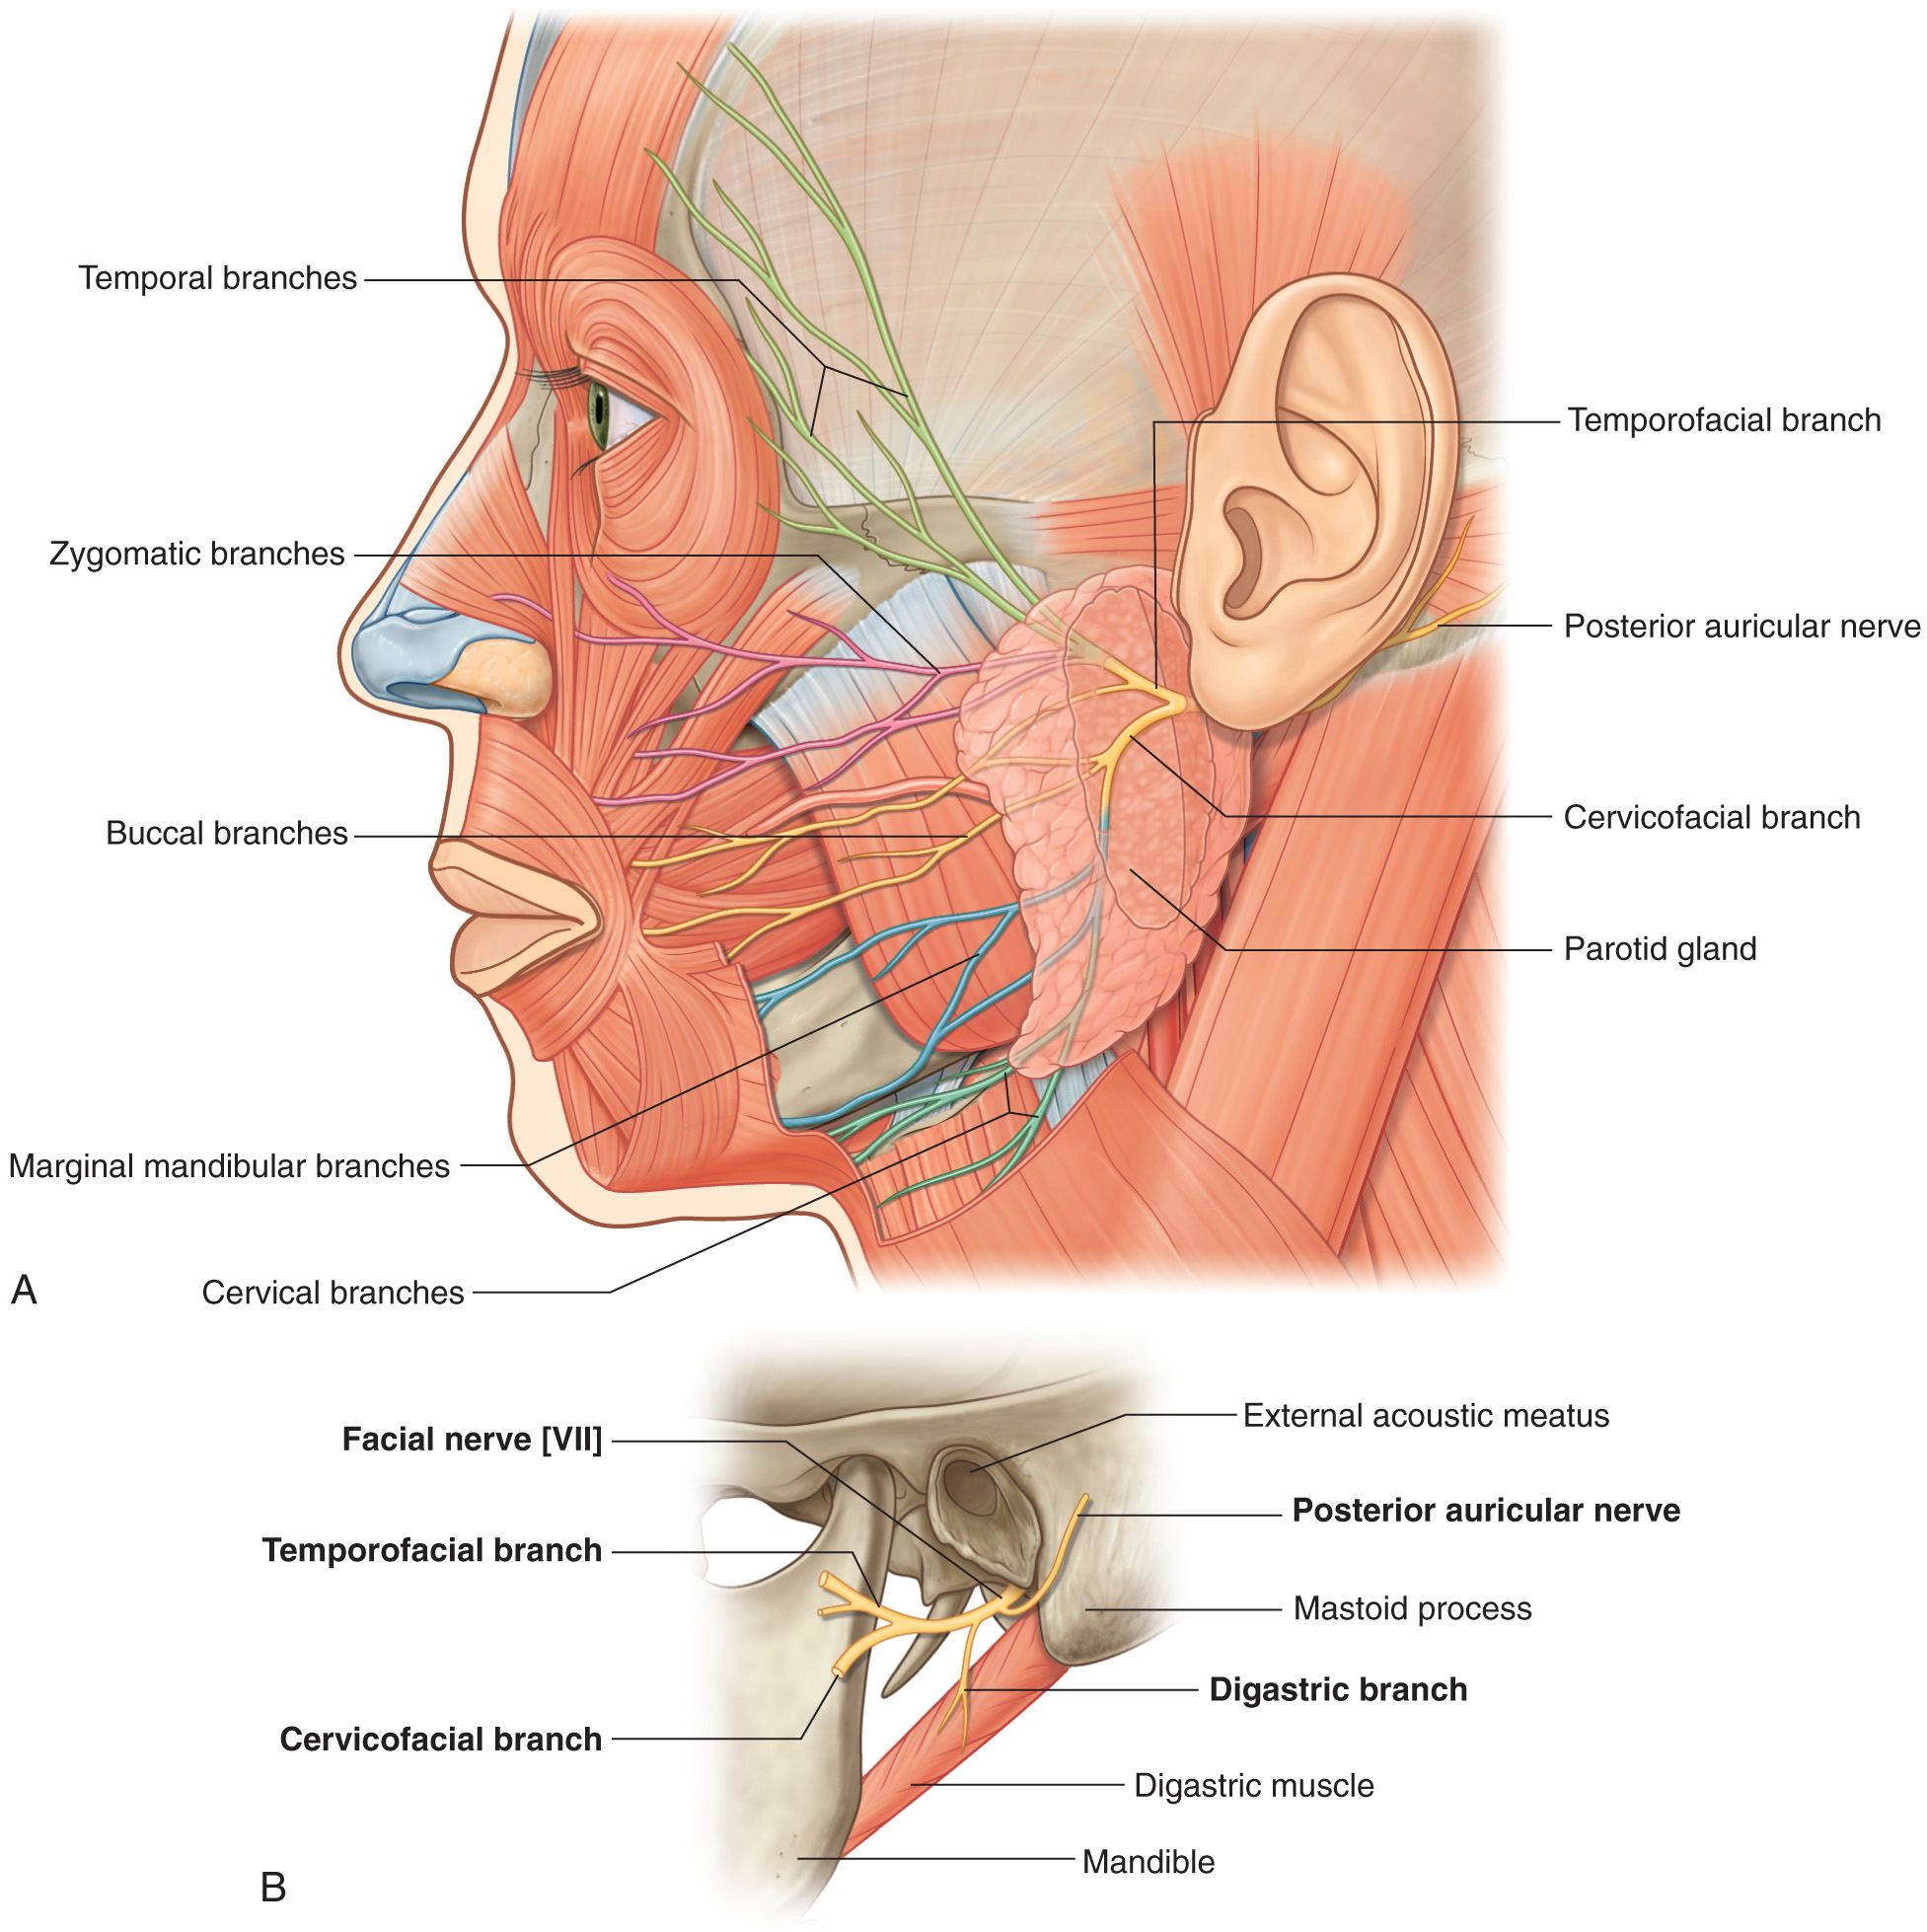 Temporal branches
Temporofacial branch
Zygomatic branches
Posterior auricular nerve
Buccal branches
Cervicofacial branch
Parotid gland
Marginal mandibular branches
Cervical branches
A
Facial nerve [VII]
External acoustic meatus
Posterior auricular nerve
Temporofacial branch
Mastoid process
Digastric branch
Cervicofacial branch
Digastric muscle
Mandible
B